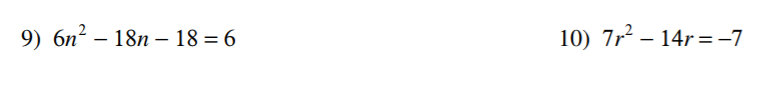 9) 6n² – 18n – 18 = 6 10) 7r² – 14r = –7